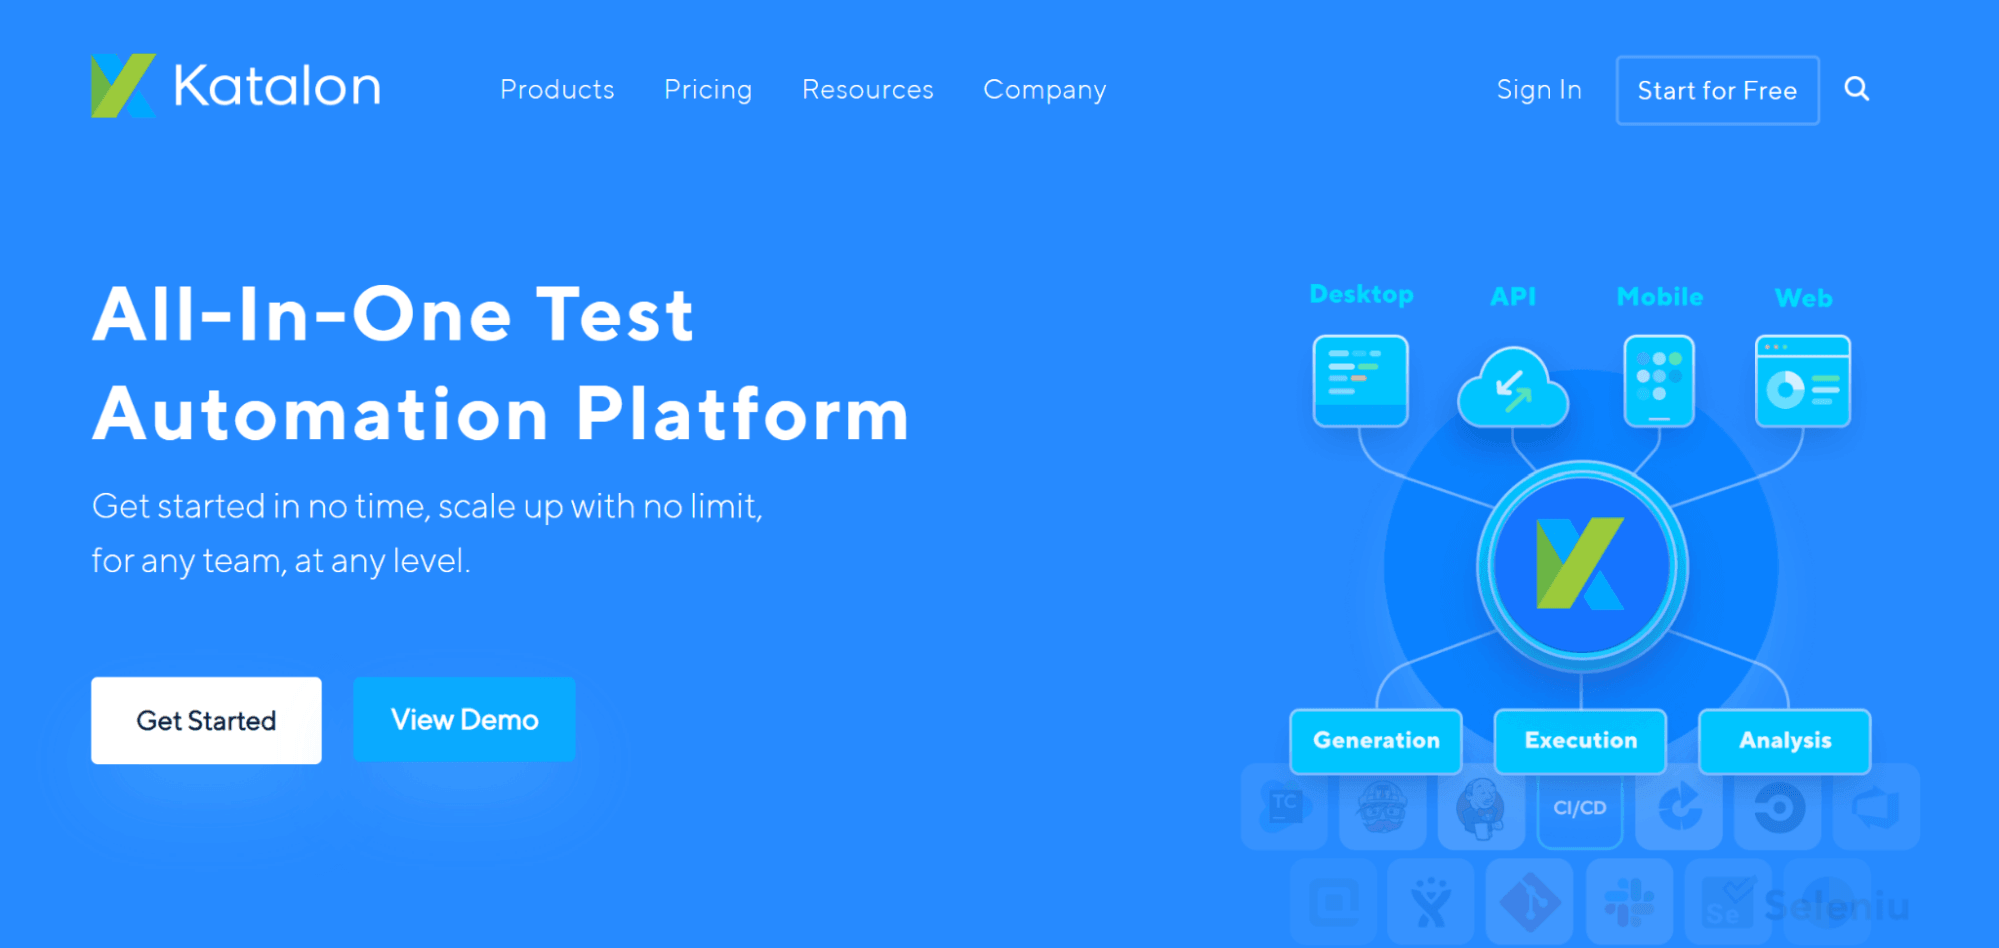 Katalon
Products Pricing Resources Company
Sign In Start for Free
All-In-One Test
Automation Platform
Get started in no time, scale up with no limit,
for any team, at any level.
Get Started View Demo
Desktop API Mobile Web
Generation Execution Analysis
TC
CI/CD
Se Seleniu